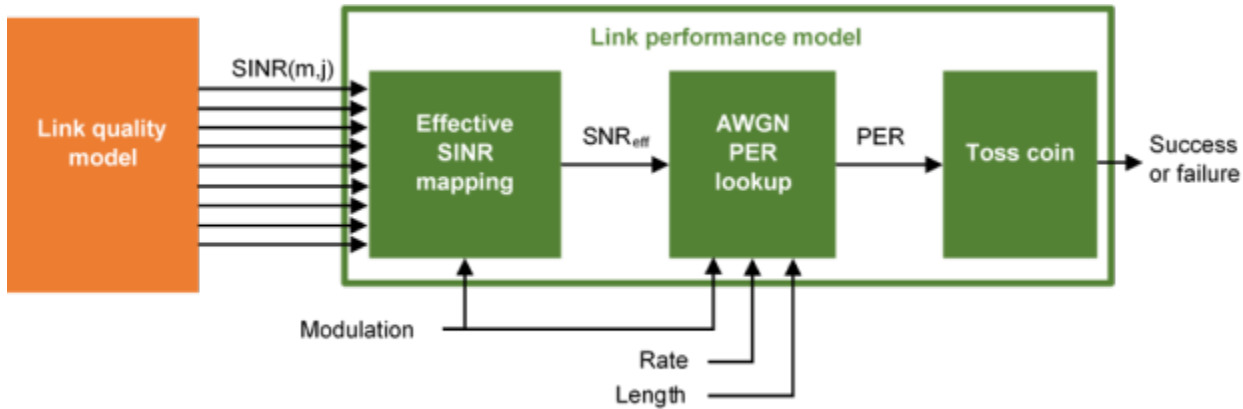 Link performance model
SINR(m,j)
Link quality
model
Effective
SINR
mapping
SNReff
AWGN
PER
lookup
PER
Toss coin
Success
or failure
Modulation
Rate
Length